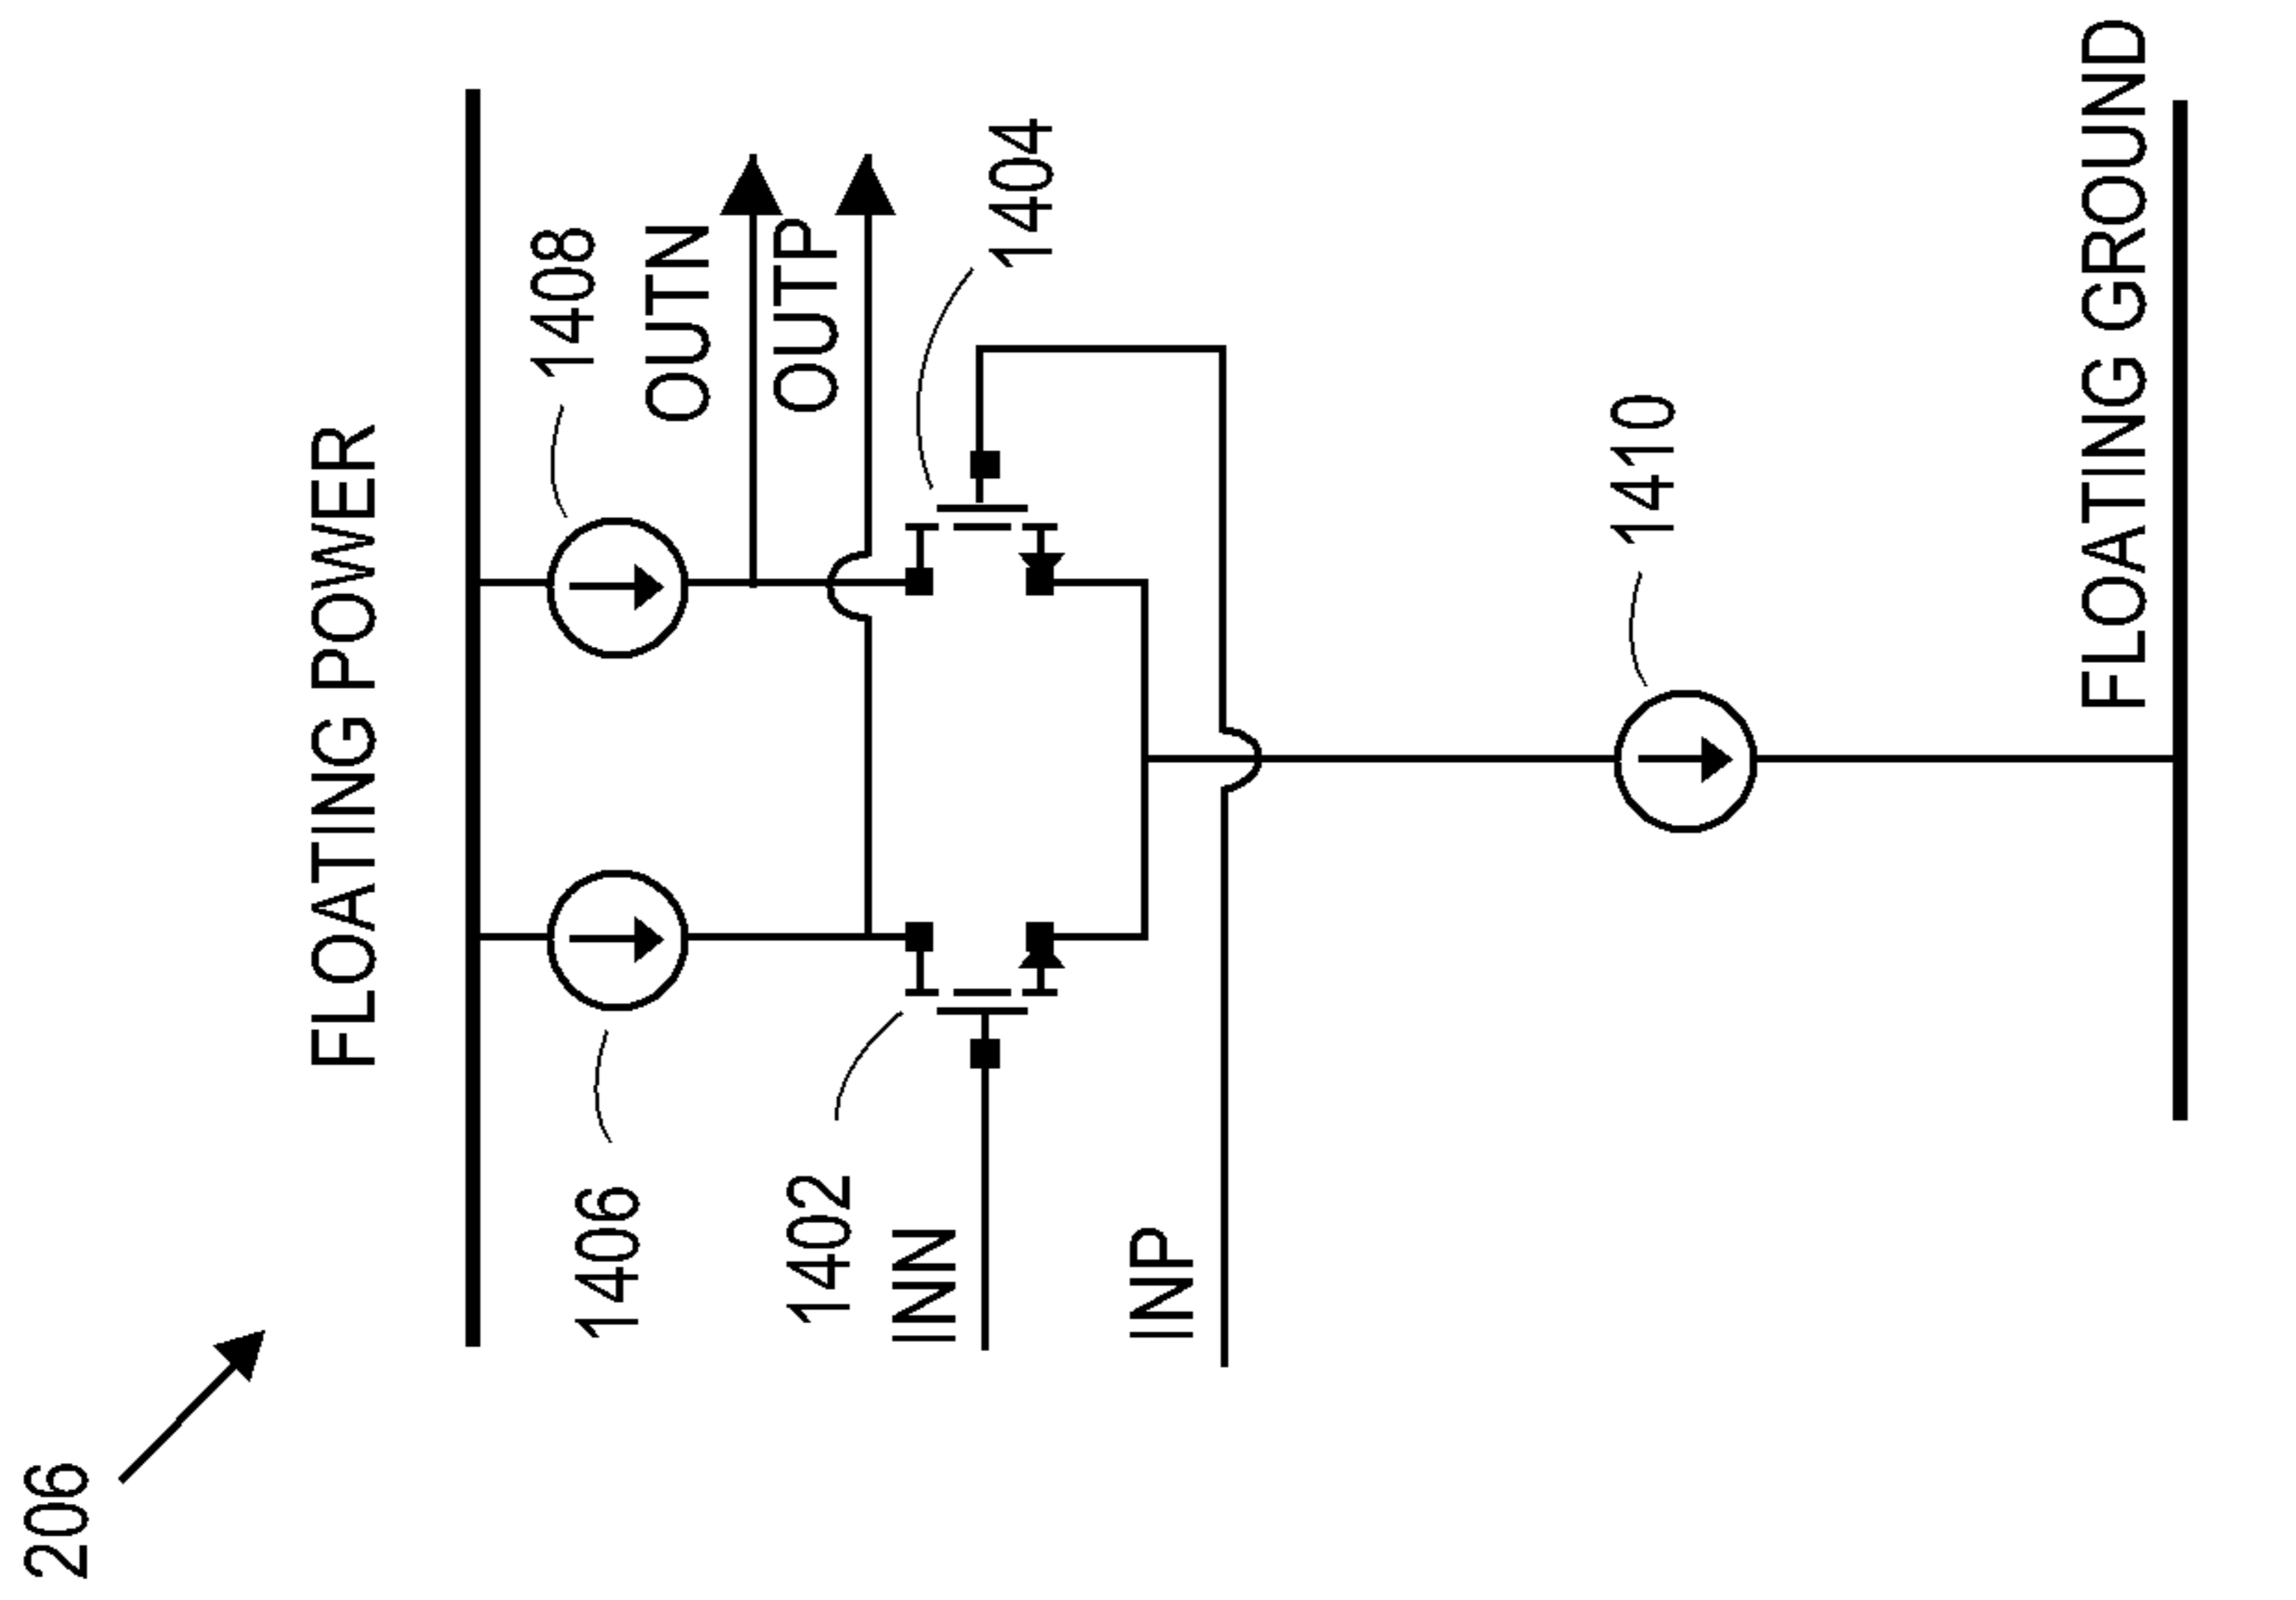 206
FLOATING POWER
1406
1408
OUTN
OUTP
1402
1404
INN
INP
1410
FLOATING GROUND